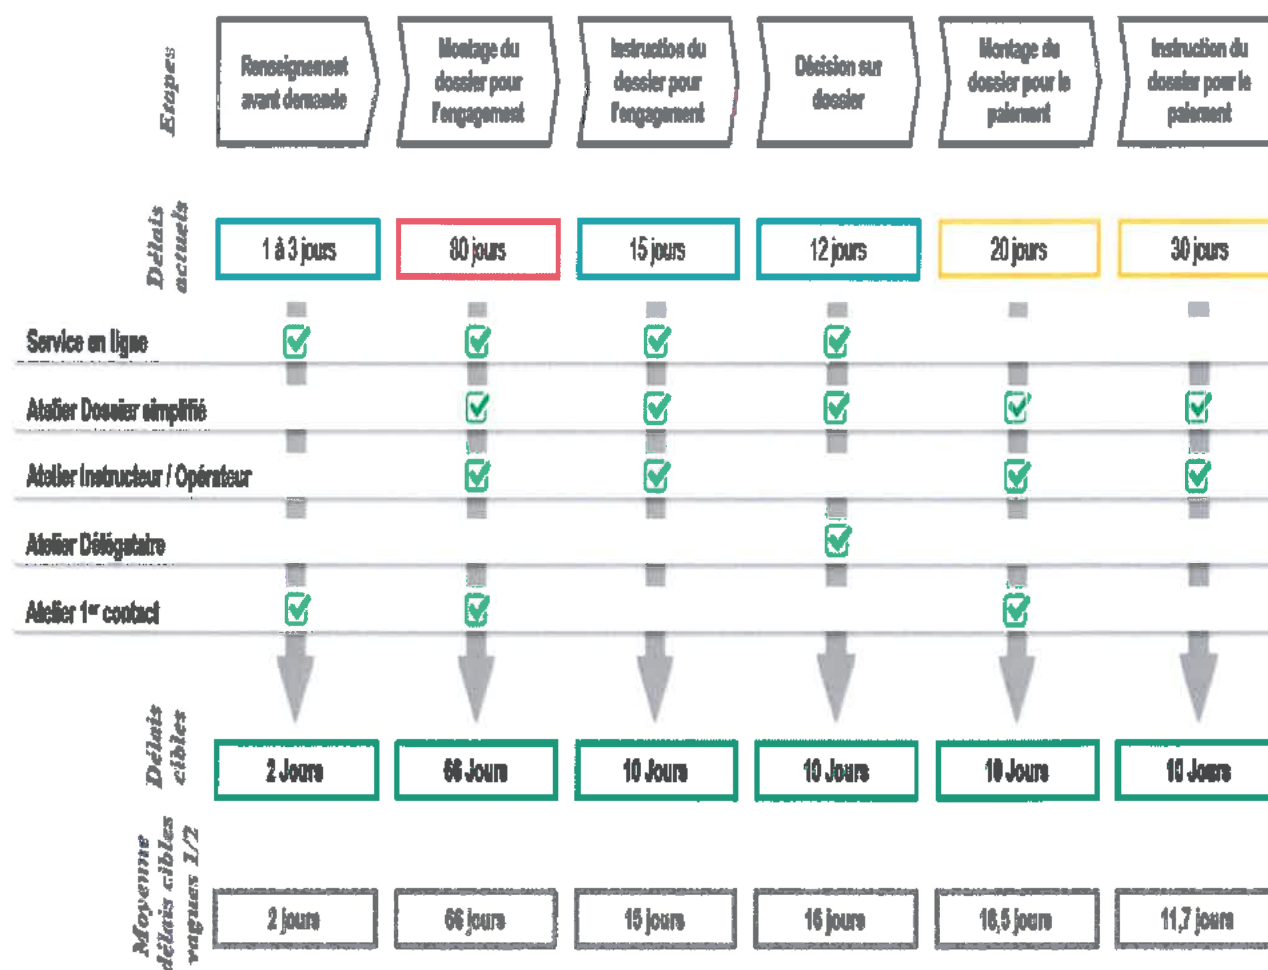 Etapes
Renseignement
avant demande
Montage du
dossier pour
l'engagement
Instruction du
dossier pour
l'engagement
Décision sur
dossier
Montage du
dossier pour le
paiement
Instruction du
dossier pour le
paiement
Délais
actuels
1 à 3 jours
80 jours
15 jours
12 jours
20 jours
30 jours
Service en ligne
Atelier Dossier simplifié
Atelier Instructeur / Opérateur
Atelier Délégataire
Atelier 1er contact
Délais
cibles
2 Jours
66 Jours
10 Jours
10 Jours
10 Jours
10 Jours
Moyenne
délais cibles
vagues 1/2
2 jours
66 jours
15 jours
16 jours
16,5 jours
11,7 jours